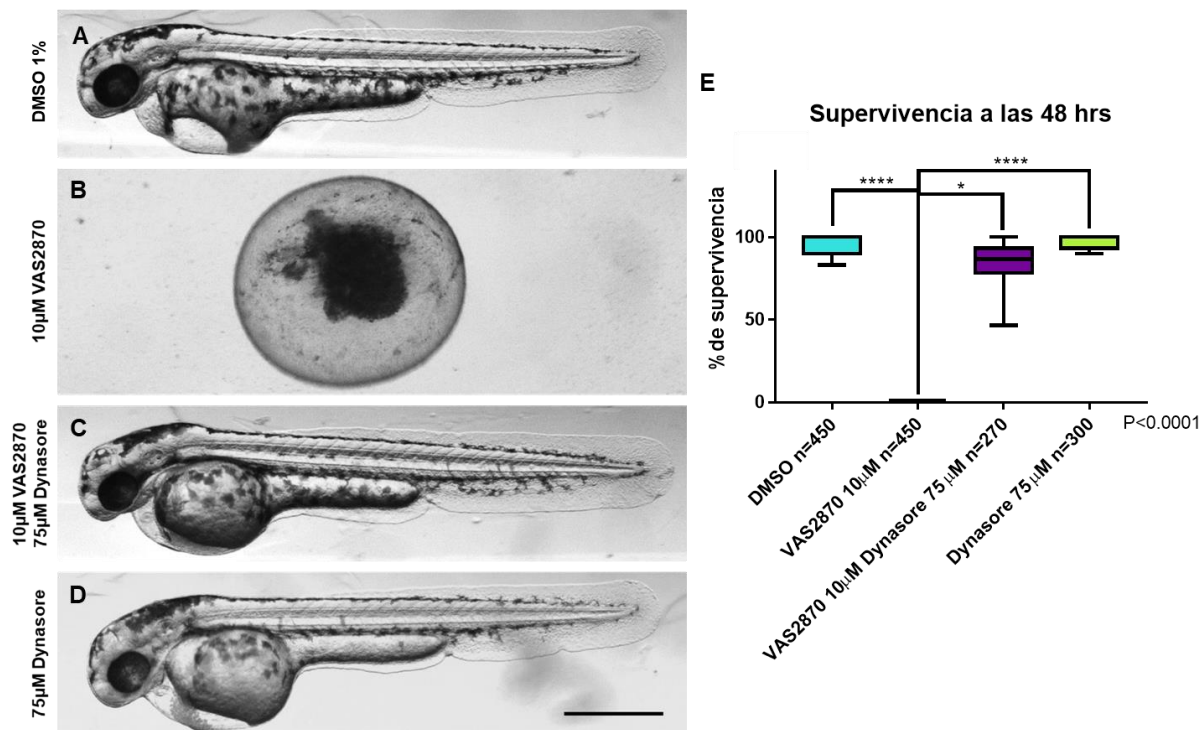 A
DMSO 1%
B
10µM VAS2870
C
10µM VAS2870
75µM Dynasore
D
75µM Dynasore
E
Supervivencia a las 48 hrs
% de supervivencia
100
50
0
****
*
****
DMSO n=450
VAS2870 10µM n=450
VAS2870 10µM Dynasore 75 µM n=270
Dynasore 75 µM n=300
P<0.0001